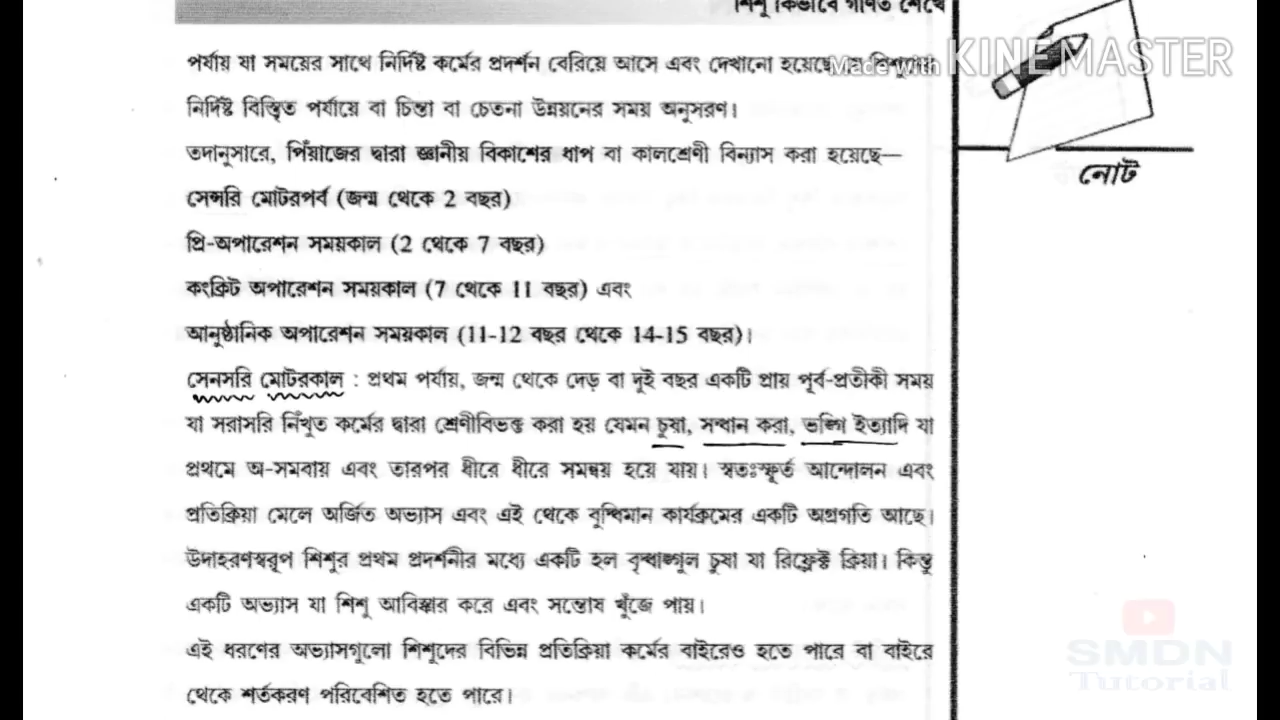 শিশু কিভাবে গণিত শেখে
Made with KINEMASTER
পর্যায় যা সময়ের সাথে নির্দিষ্ট কর্মের প্রদর্শন বেরিয়ে আসে এবং দেখানো হয়েছে যে শিশুদের
নির্দিষ্ট বিস্তৃিত পর্যায়ে বা চিন্তা বা চেতনা উন্নয়নের সময় অনুসরণ।
তদানুসারে, পিঁয়াজের দ্বারা জ্ঞানীয় বিকাশের ধাপ বা কালশ্রেণী বিন্যাস করা হয়েছে—
সেন্সরি মোটরপর্ব (জন্ম থেকে 2 বছর)
প্রি-অপারেশন সময়কাল (2 থেকে 7 বছর)
কংক্রিট অপারেশন সময়কাল (7 থেকে 11 বছর) এবং
আনুষ্ঠানিক অপারেশন সময়কাল (11-12 বছর থেকে 14-15 বছর)।
সেনসরি মোটরকাল : প্রথম পর্যায়, জন্ম থেকে দেড় বা দুই বছর একটি প্রায় পূর্ব-প্রতীকী সময়
যা সরাসরি নিঁখুত কর্মের দ্বারা শ্রেণীবিভক্ত করা হয় যেমন চুষা, সন্ধান করা, ভঙ্গি ইত্যাদি যা
প্রথমে অ-সমবায় এবং তারপর ধীরে ধীরে সমন্বয় হয়ে যায়। স্বতঃস্ফূর্ত আন্দোলন এবং
প্রতিক্রিয়া মেলে অর্জিত অভ্যাস এবং এই থেকে বুদ্ধিমান কার্যক্রমের একটি অগ্রগতি আছে।
উদাহরণস্বরূপ শিশুর প্রথম প্রদর্শনীর মধ্যে একটি হল বৃদ্ধাঙ্গুল চুষা যা রিফ্লেক্ট ক্রিয়া। কিন্তু
একটি অভ্যাস যা শিশু আবিষ্কার করে এবং সন্তোষ খুঁজে পায়।
এই ধরণের অভ্যাসগুলো শিশুদের বিভিন্ন প্রতিক্রিয়া কর্মের বাইরেও হতে পারে বা বাইরে
থেকে শর্তকরণ পরিবেশিত হতে পারে।
নোট
SMDN
Tutorial